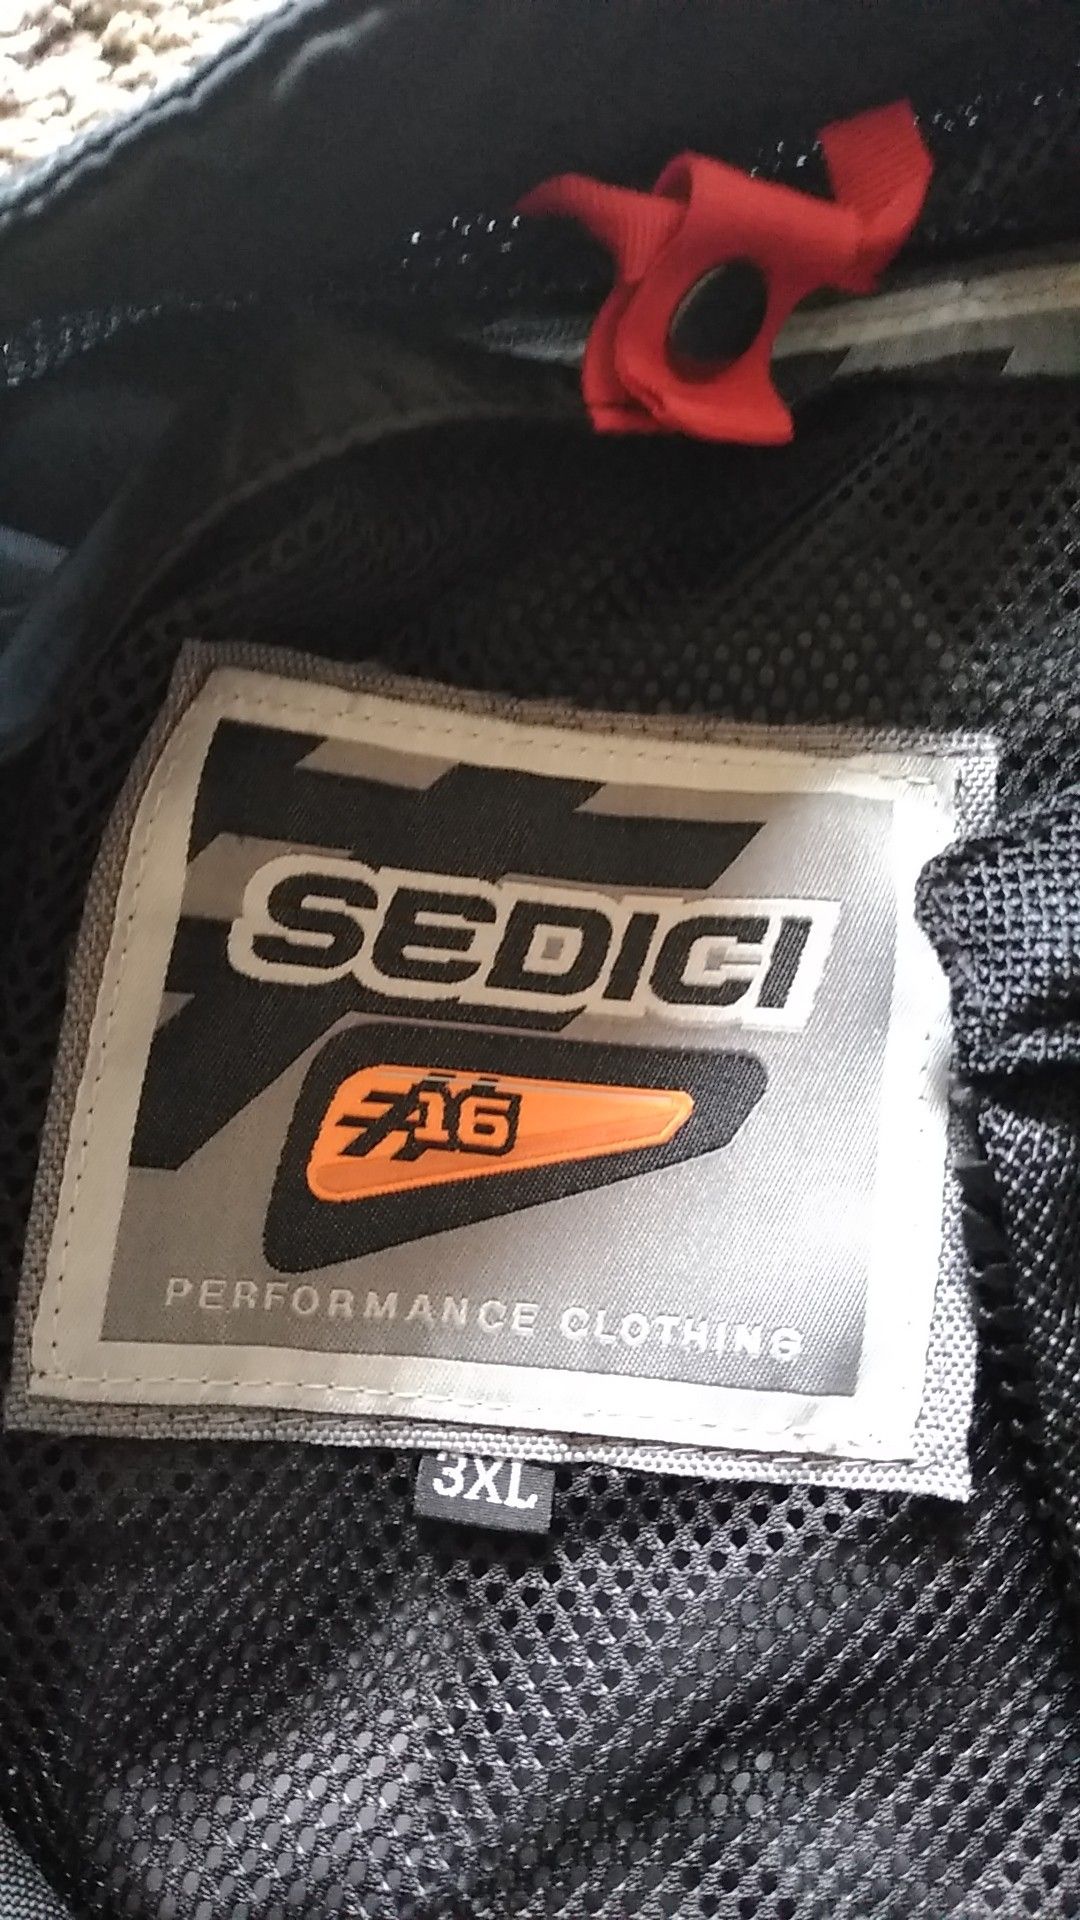 SEDICI
16
PERFORMANCE CLOTHING
3XL